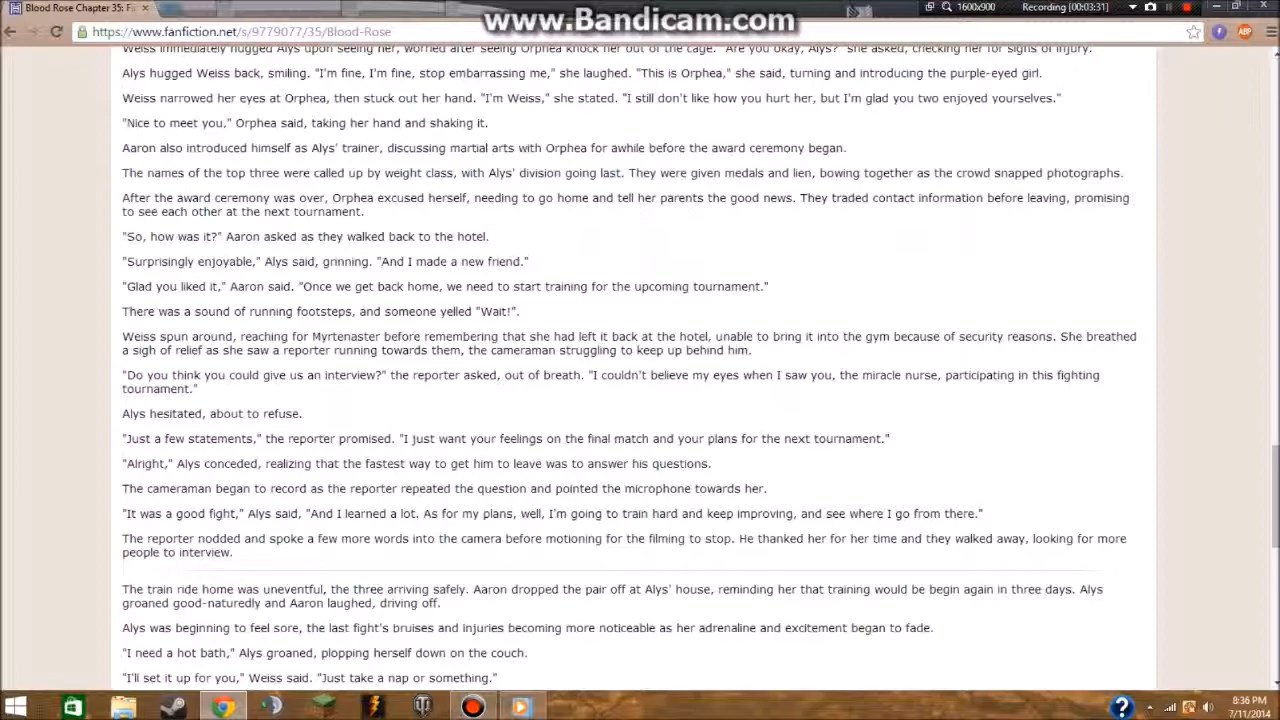 Blood Rose Chapter 35: Fi
www.Bandicam.com
1600x900
Recording [00:03:31]
https://www.fanfiction.net/s/9779077/35/Blood-Rose
ABP
Weiss immediately hugged Alys upon seeing her, worried after seeing Orphea knock her out of the cage. "Are you okay, Alys?" she asked, checking her for signs of injury.
Alys hugged Weiss back, smiling. "I'm fine, I'm fine, stop embarrassing me," she laughed. "This is Orphea," she said, turning and introducing the purple-eyed girl.
Weiss narrowed her eyes at Orphea, then stuck out her hand. "I'm Weiss," she stated. "I still don't like how you hurt her, but I'm glad you two enjoyed yourselves."
"Nice to meet you," Orphea said, taking her hand and shaking it.
Aaron also introduced himself as Alys' trainer, discussing martial arts with Orphea for awhile before the award ceremony began.
The names of the top three were called up by weight class, with Alys' division going last. They were given medals and lien, bowing together as the crowd snapped photographs.
After the award ceremony was over, Orphea excused herself, needing to go home and tell her parents the good news. They traded contact information before leaving, promising
to see each other at the next tournament.
"So, how was it?" Aaron asked as they walked back to the hotel.
"Surprisingly enjoyable," Alys said, grinning. "And I made a new friend."
"Glad you liked it," Aaron said. "Once we get back home, we need to start training for the upcoming tournament."
There was a sound of running footsteps, and someone yelled "Wait!".
Weiss spun around, reaching for Myrtenaster before remembering that she had left it back at the hotel, unable to bring it into the gym because of security reasons. She breathed
a sigh of relief as she saw a reporter running towards them, the cameraman struggling to keep up behind him.
"Do you think you could give us an interview?" the reporter asked, out of breath. "I couldn't believe my eyes when I saw you, the miracle nurse, participating in this fighting
tournament."
Alys hesitated, about to refuse.
"Just a few statements," the reporter promised. "I just want your feelings on the final match and your plans for the next tournament."
"Alright," Alys conceded, realizing that the fastest way to get him to leave was to answer his questions.
The cameraman began to record as the reporter repeated the question and pointed the microphone towards her.
"It was a good fight," Alys said, "And I learned a lot. As for my plans, well, I'm going to train hard and keep improving, and see where I go from there."
The reporter nodded and spoke a few more words into the camera before motioning for the filming to stop. He thanked her for her time and they walked away, looking for more
people to interview.
The train ride home was uneventful, the three arriving safely. Aaron dropped the pair off at Alys' house, reminding her that training would be begin again in three days. Alys
groaned good-naturedly and Aaron laughed, driving off.
Alys was beginning to feel sore, the last fight's bruises and injuries becoming more noticeable as her adrenaline and excitement began to fade.
"I need a hot bath," Alys groaned, plopping herself down on the couch.
"I'll set it up for you," Weiss said. "Just take a nap or something."
8:36 PM
7/11/2014